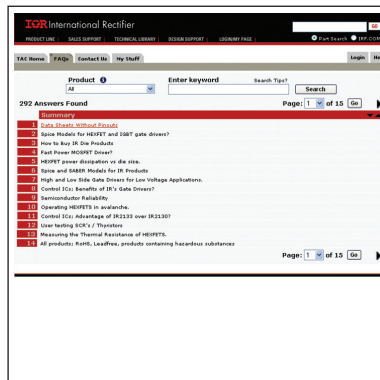 IOR International Rectifier
GO
PRODUCT LINE | SALES SUPPORT | TECHNICAL LIBRARY | DESIGN SUPPORT | LOGIN/MY PAGE |
Part Search IRF.COM
TAC Home FAQs Contact Us My Stuff Login He
Product Enter keyword Search Tips?
All Search
292 Answers Found Page: 1 of 15 Go
Summary
1 Data Sheets Without Pinouts
2 Spice Models for HEXFET and IGBT gate drivers?
3 How to Buy IR Die Products
4 Fast Power MOSFET Driver?
5 HEXFET power dissipation vs die size.
6 Spice and SABER Models for IR Products
7 High and Low Side Gate Drivers for Low Voltage Applications.
8 Control ICs; Benefits of IR's Gate Drivers?
9 Semiconductor Reliability
10 Operating HEXFETS in avalanche.
11 Control ICs; Advantage of IR2133 over IR2130?
12 User testing SCR's / Thyristors
13 Measuring the Thermal Resistance of HEXFETS.
14 All products; RoHS, Leadfree, products containing hazardous substances
Page: 1 of 15 Go